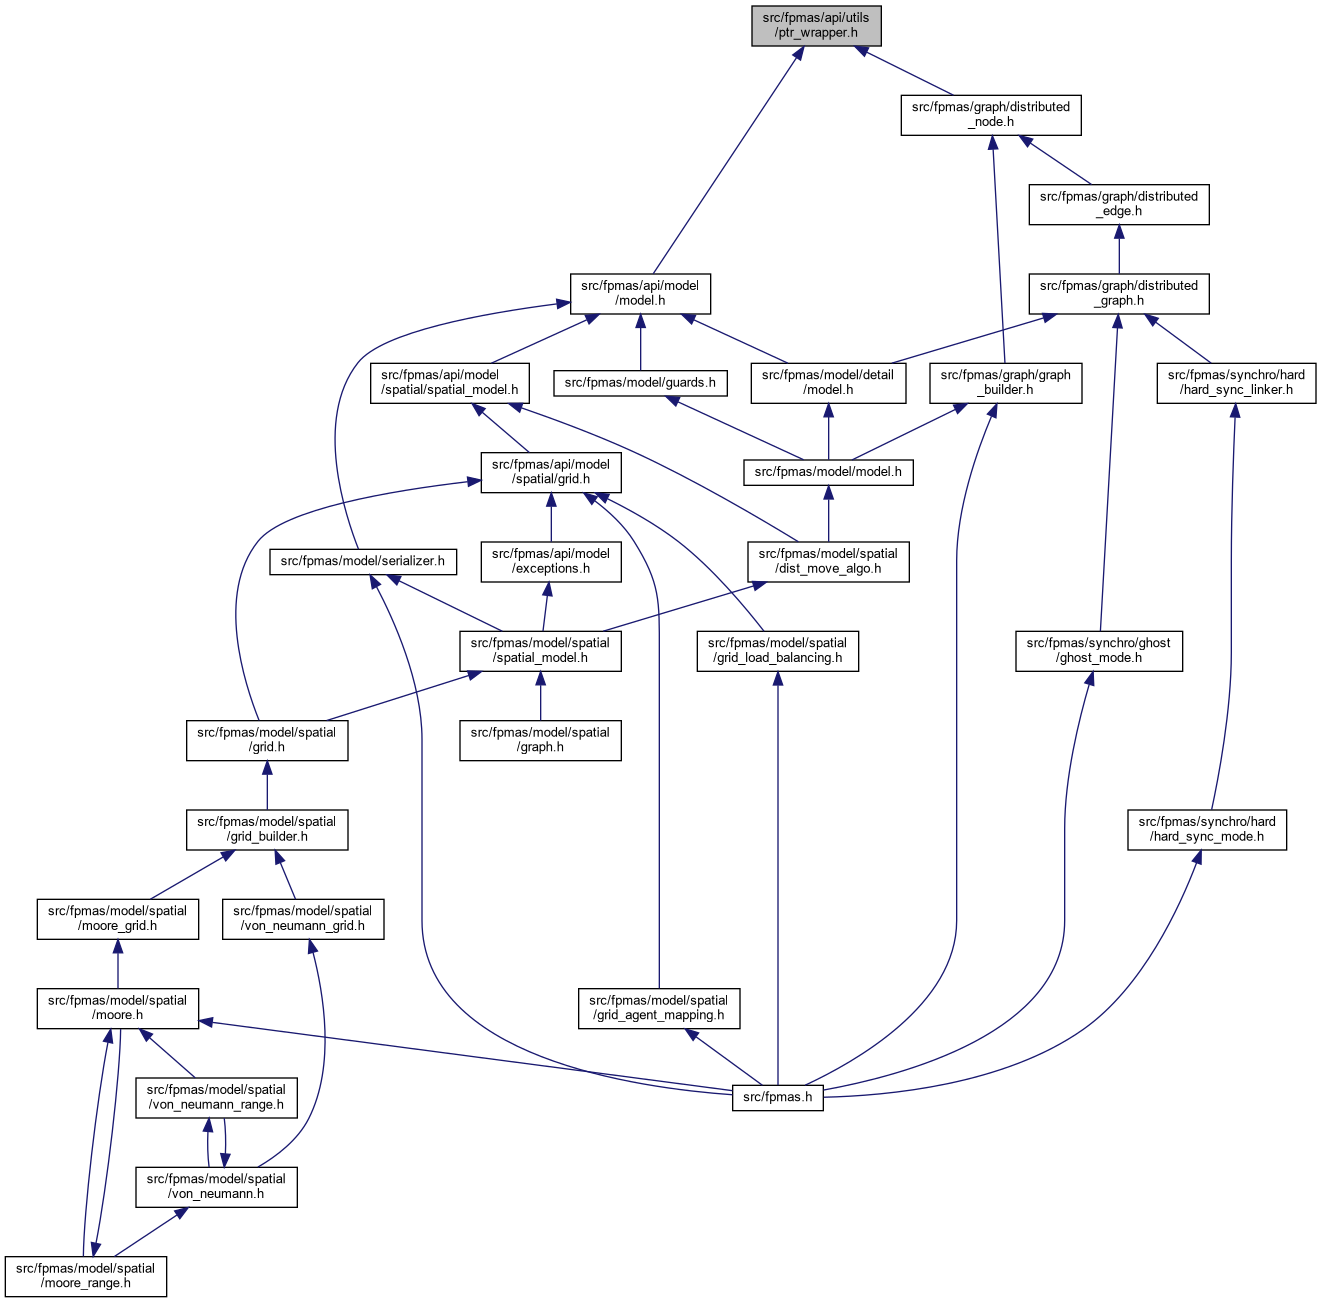 src/fpmas/api/utils
/ptr_wrapper.h
src/fpmas/graph/distributed
_node.h
src/fpmas/graph/distributed
_edge.h
src/fpmas/api/model
/model.h
src/fpmas/graph/distributed
_graph.h
src/fpmas/api/model
/spatial/spatial_model.h
src/fpmas/model/guards.h
src/fpmas/model/detail
/model.h
src/fpmas/graph/graph
_builder.h
src/fpmas/synchro/hard
/hard_sync_linker.h
src/fpmas/api/model
/spatial/grid.h
src/fpmas/model/model.h
src/fpmas/model/serializer.h
src/fpmas/api/model
/exceptions.h
src/fpmas/model/spatial
/dist_move_algo.h
src/fpmas/model/spatial
/spatial_model.h
src/fpmas/model/spatial
/grid_load_balancing.h
src/fpmas/synchro/ghost
/ghost_mode.h
src/fpmas/model/spatial
/grid.h
src/fpmas/model/spatial
/graph.h
src/fpmas/model/spatial
/grid_builder.h
src/fpmas/synchro/hard
/hard_sync_mode.h
src/fpmas/model/spatial
/moore_grid.h
src/fpmas/model/spatial
/von_neumann_grid.h
src/fpmas/model/spatial
/moore.h
src/fpmas/model/spatial
/grid_agent_mapping.h
src/fpmas/model/spatial
/von_neumann_range.h
src/fpmas.h
src/fpmas/model/spatial
/von_neumann.h
src/fpmas/model/spatial
/moore_range.h